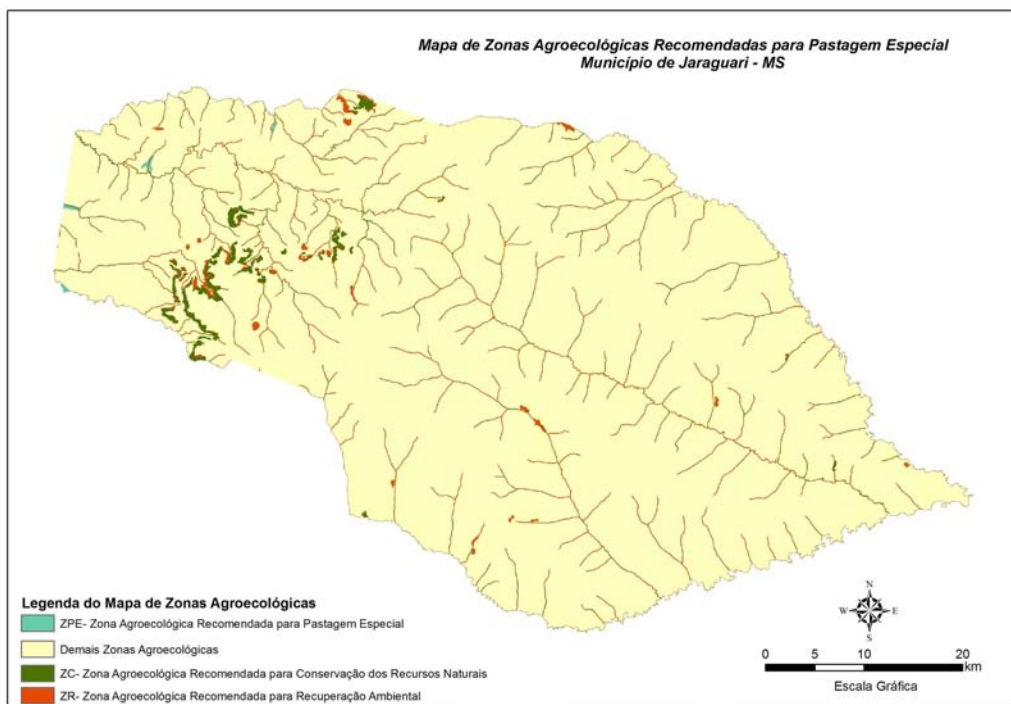 Mapa de Zonas Agroecológicas Recomendadas para Pastagem Especial
Município de Jaraguari - MS
Legenda do Mapa de Zonas Agroecológicas
ZPE- Zona Agroecológica Recomendada para Pastagem Especial
Demais Zonas Agroecológicas
ZC- Zona Agroecológica Recomendada para Conservação dos Recursos Naturais
ZR- Zona Agroecológica Recomendada para Recuperação Ambiental
N
W E
S
0 5 10 20
km
Escala Gráfica